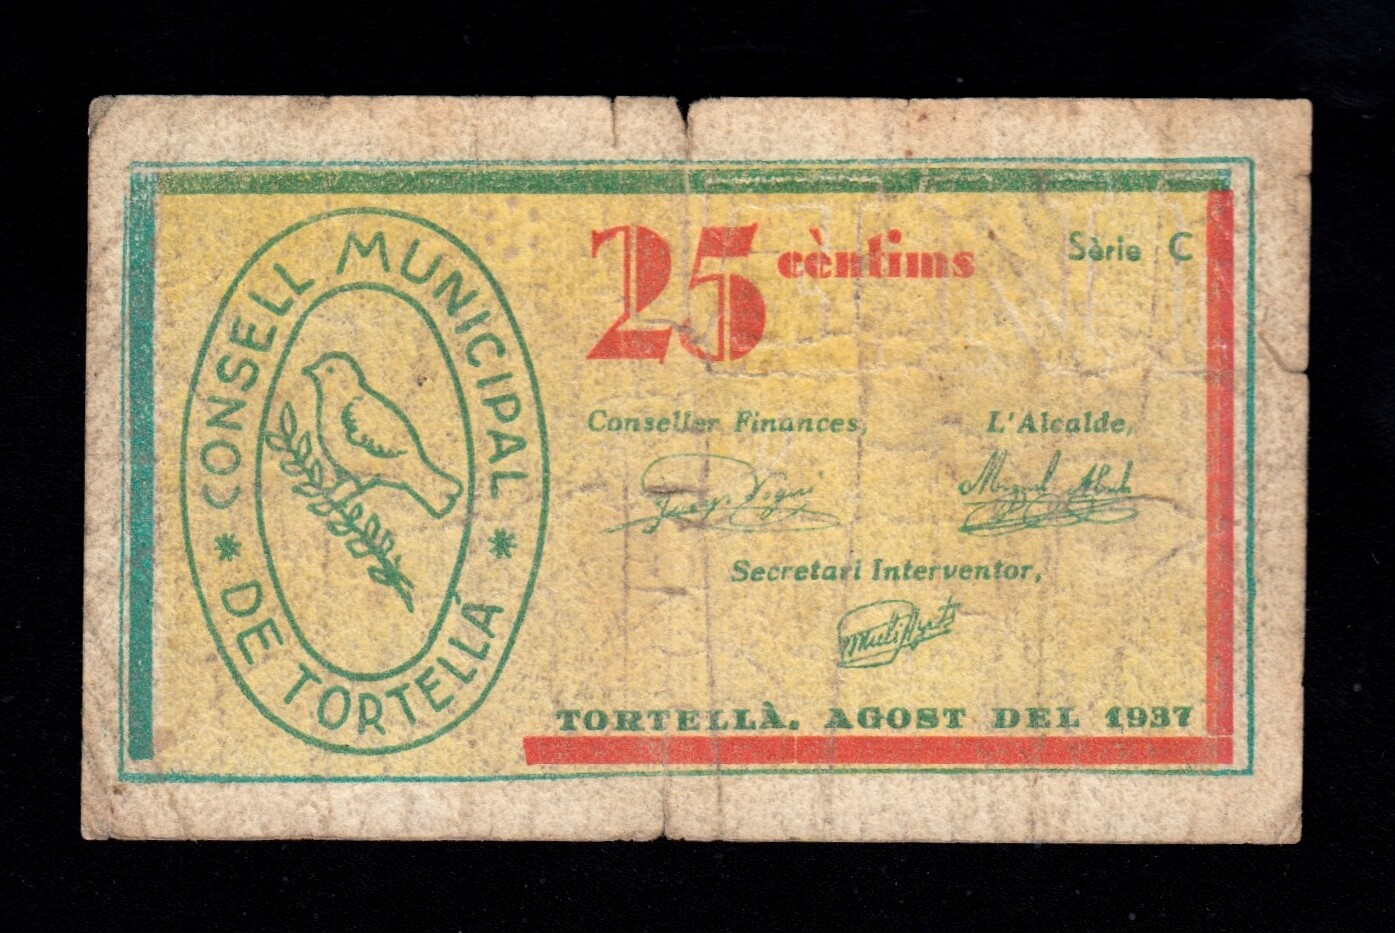 CONSELL MUNICIPAL
* DE TORTELLÀ *
25 cèntims
Sèrie C
Conseller Finances,
L'Alcalde,
Secretari Interventor,
TORTELLÀ. AGOST DEL 1937